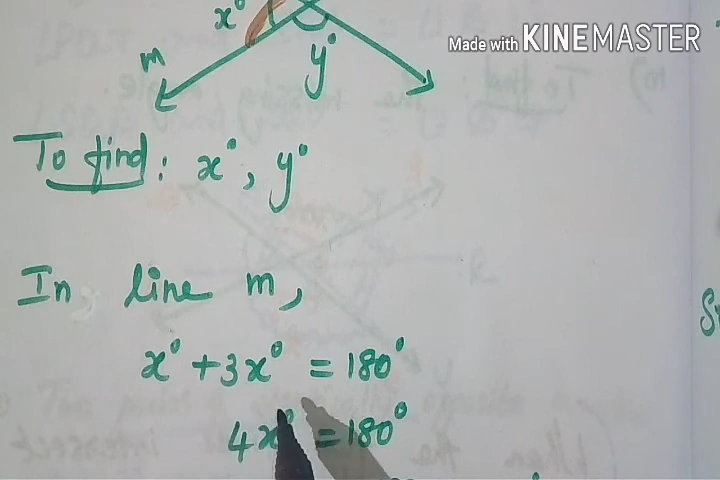 x°
Made with KINEMASTER
m
y°
To find: x°, y°
In line m,
x° + 3x° = 180°
4x° = 180°